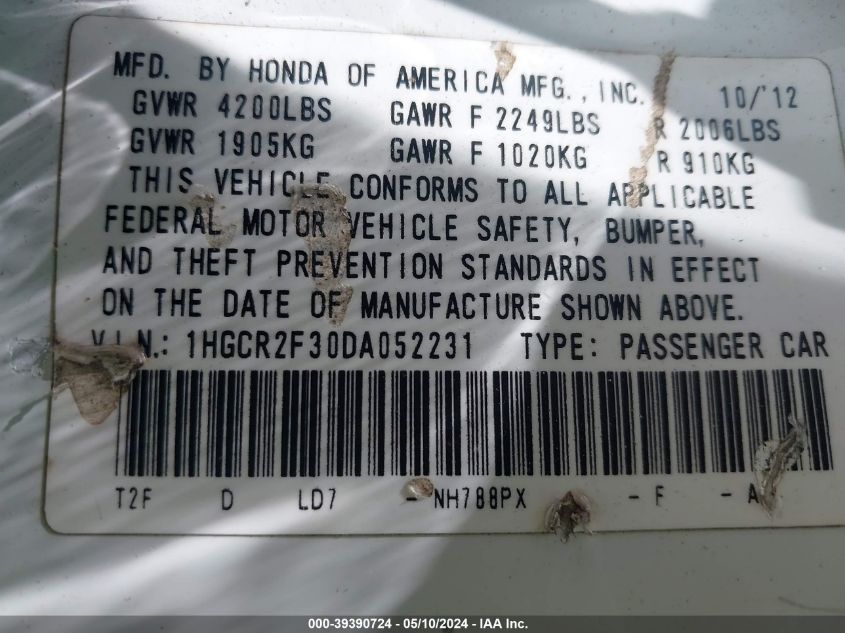 MFD. BY HONDA OF AMERICA MFG., INC. 10/'12
GVWR 4200LBS GAWR F 2249LBS R 2006LBS
GVWR 1905KG GAWR F 1020KG R 910KG
THIS VEHICLE CONFORMS TO ALL APPLICABLE
FEDERAL MOTOR VEHICLE SAFETY, BUMPER,
AND THEFT PREVENTION STANDARDS IN EFFECT
ON THE DATE OF MANUFACTURE SHOWN ABOVE.
V.I.N.: 1HGCR2F30DA052231 TYPE: PASSENGER CAR
T2F D LD7 - NH788PX - F - A
000-39390724 - 05/10/2024 - IAA Inc.